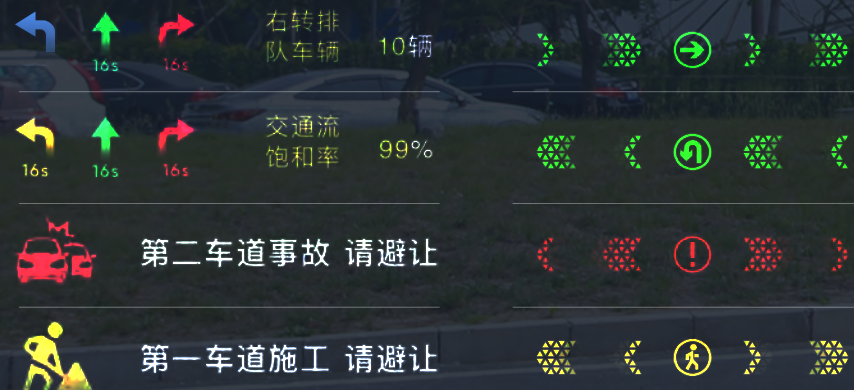 右转排
队车辆 10辆
16s 16s
交通流
饱和率 99%
16s 16s 16s
第二车道事故 请避让
第一车道施工 请避让